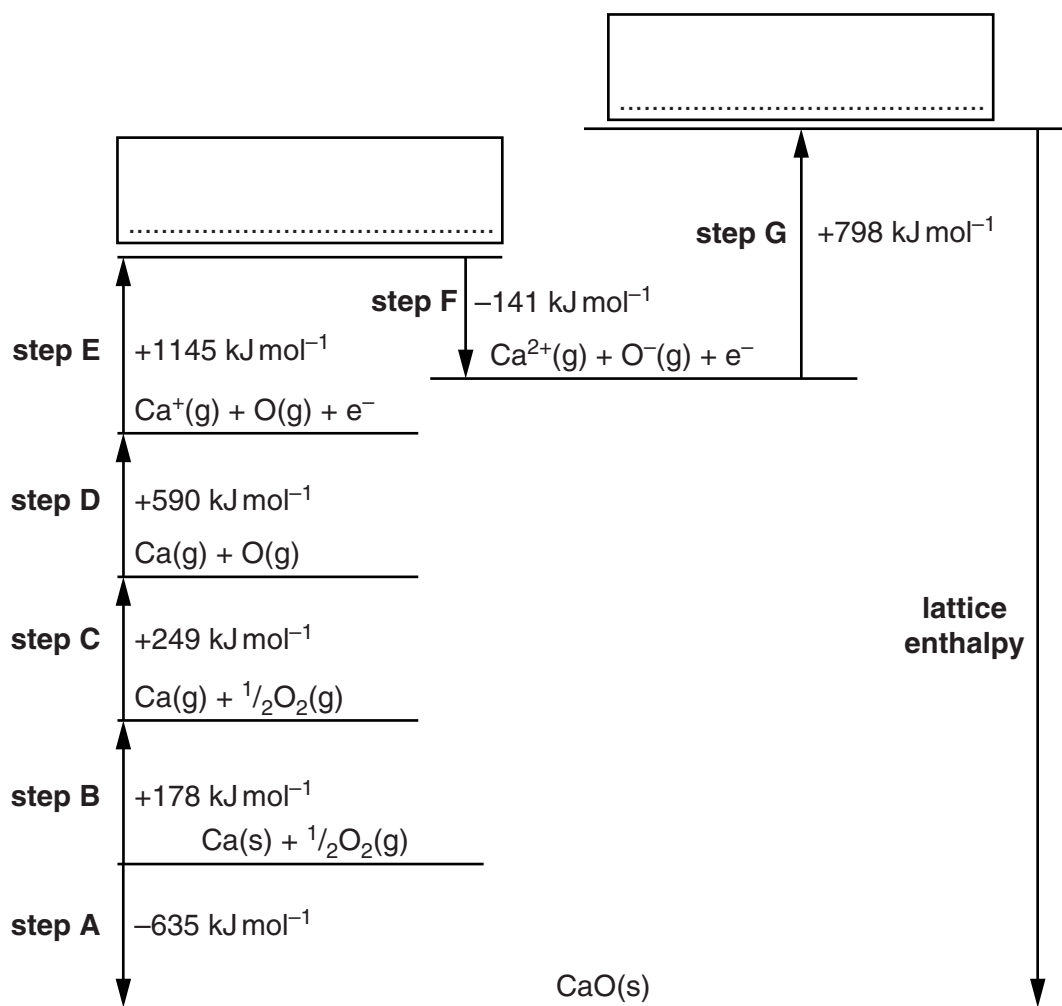 step G +798 kJ mol⁻¹
step F –141 kJ mol⁻¹
step E +1145 kJ mol⁻¹
Ca²⁺(g) + O⁻(g) + e⁻
Ca⁺(g) + O(g) + e⁻
step D +590 kJ mol⁻¹
Ca(g) + O(g)
lattice
enthalpy
step C +249 kJ mol⁻¹
Ca(g) + ¹/₂O₂(g)
step B +178 kJ mol⁻¹
Ca(s) + ¹/₂O₂(g)
step A –635 kJ mol⁻¹
CaO(s)